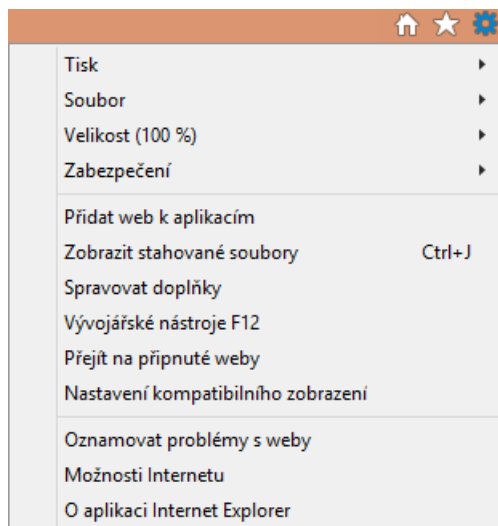 Tisk
Soubor
Velikost (100 %)
Zabezpečení
Přidat web k aplikacím
Zobrazit stahované soubory Ctrl+J
Spravovat doplňky
Vývojářské nástroje F12
Přejít na připnuté weby
Nastavení kompatibilního zobrazení
Oznamovat problémy s weby
Možnosti Internetu
O aplikaci Internet Explorer